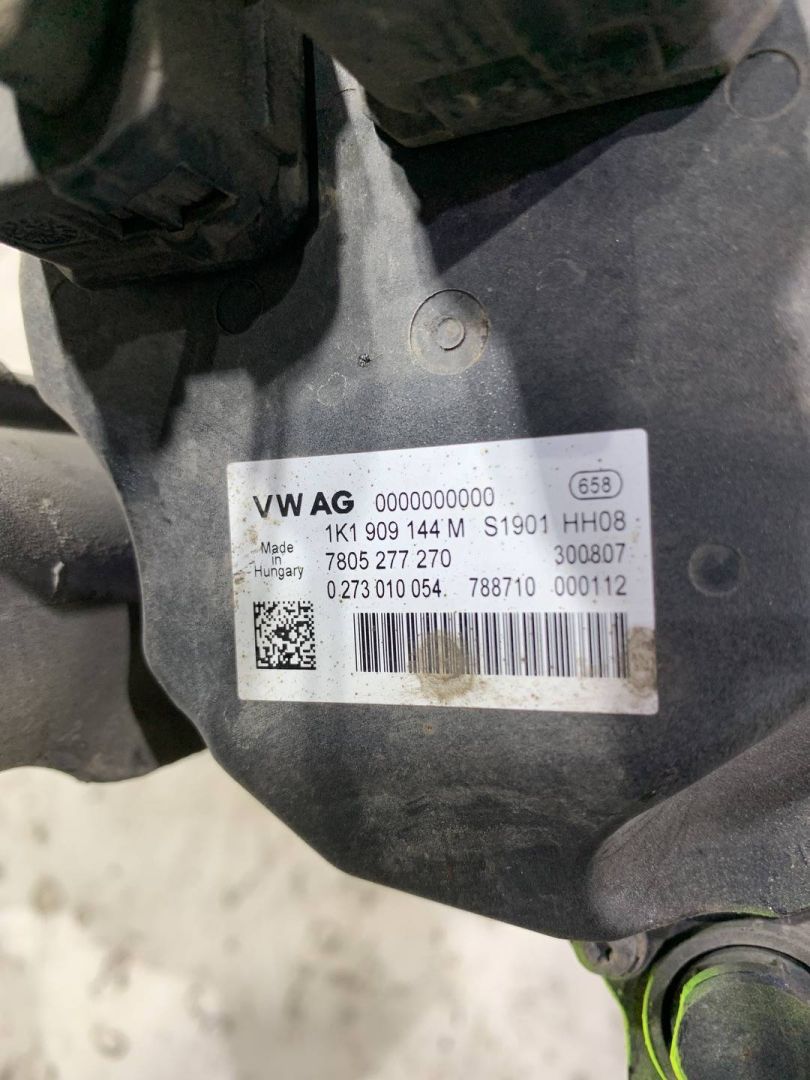 VW AG 0000000000 658
1K1 909 144 M S1901 HH08
Made in Hungary
7805 277 270 300807
0 273 010 054. 788710 000112